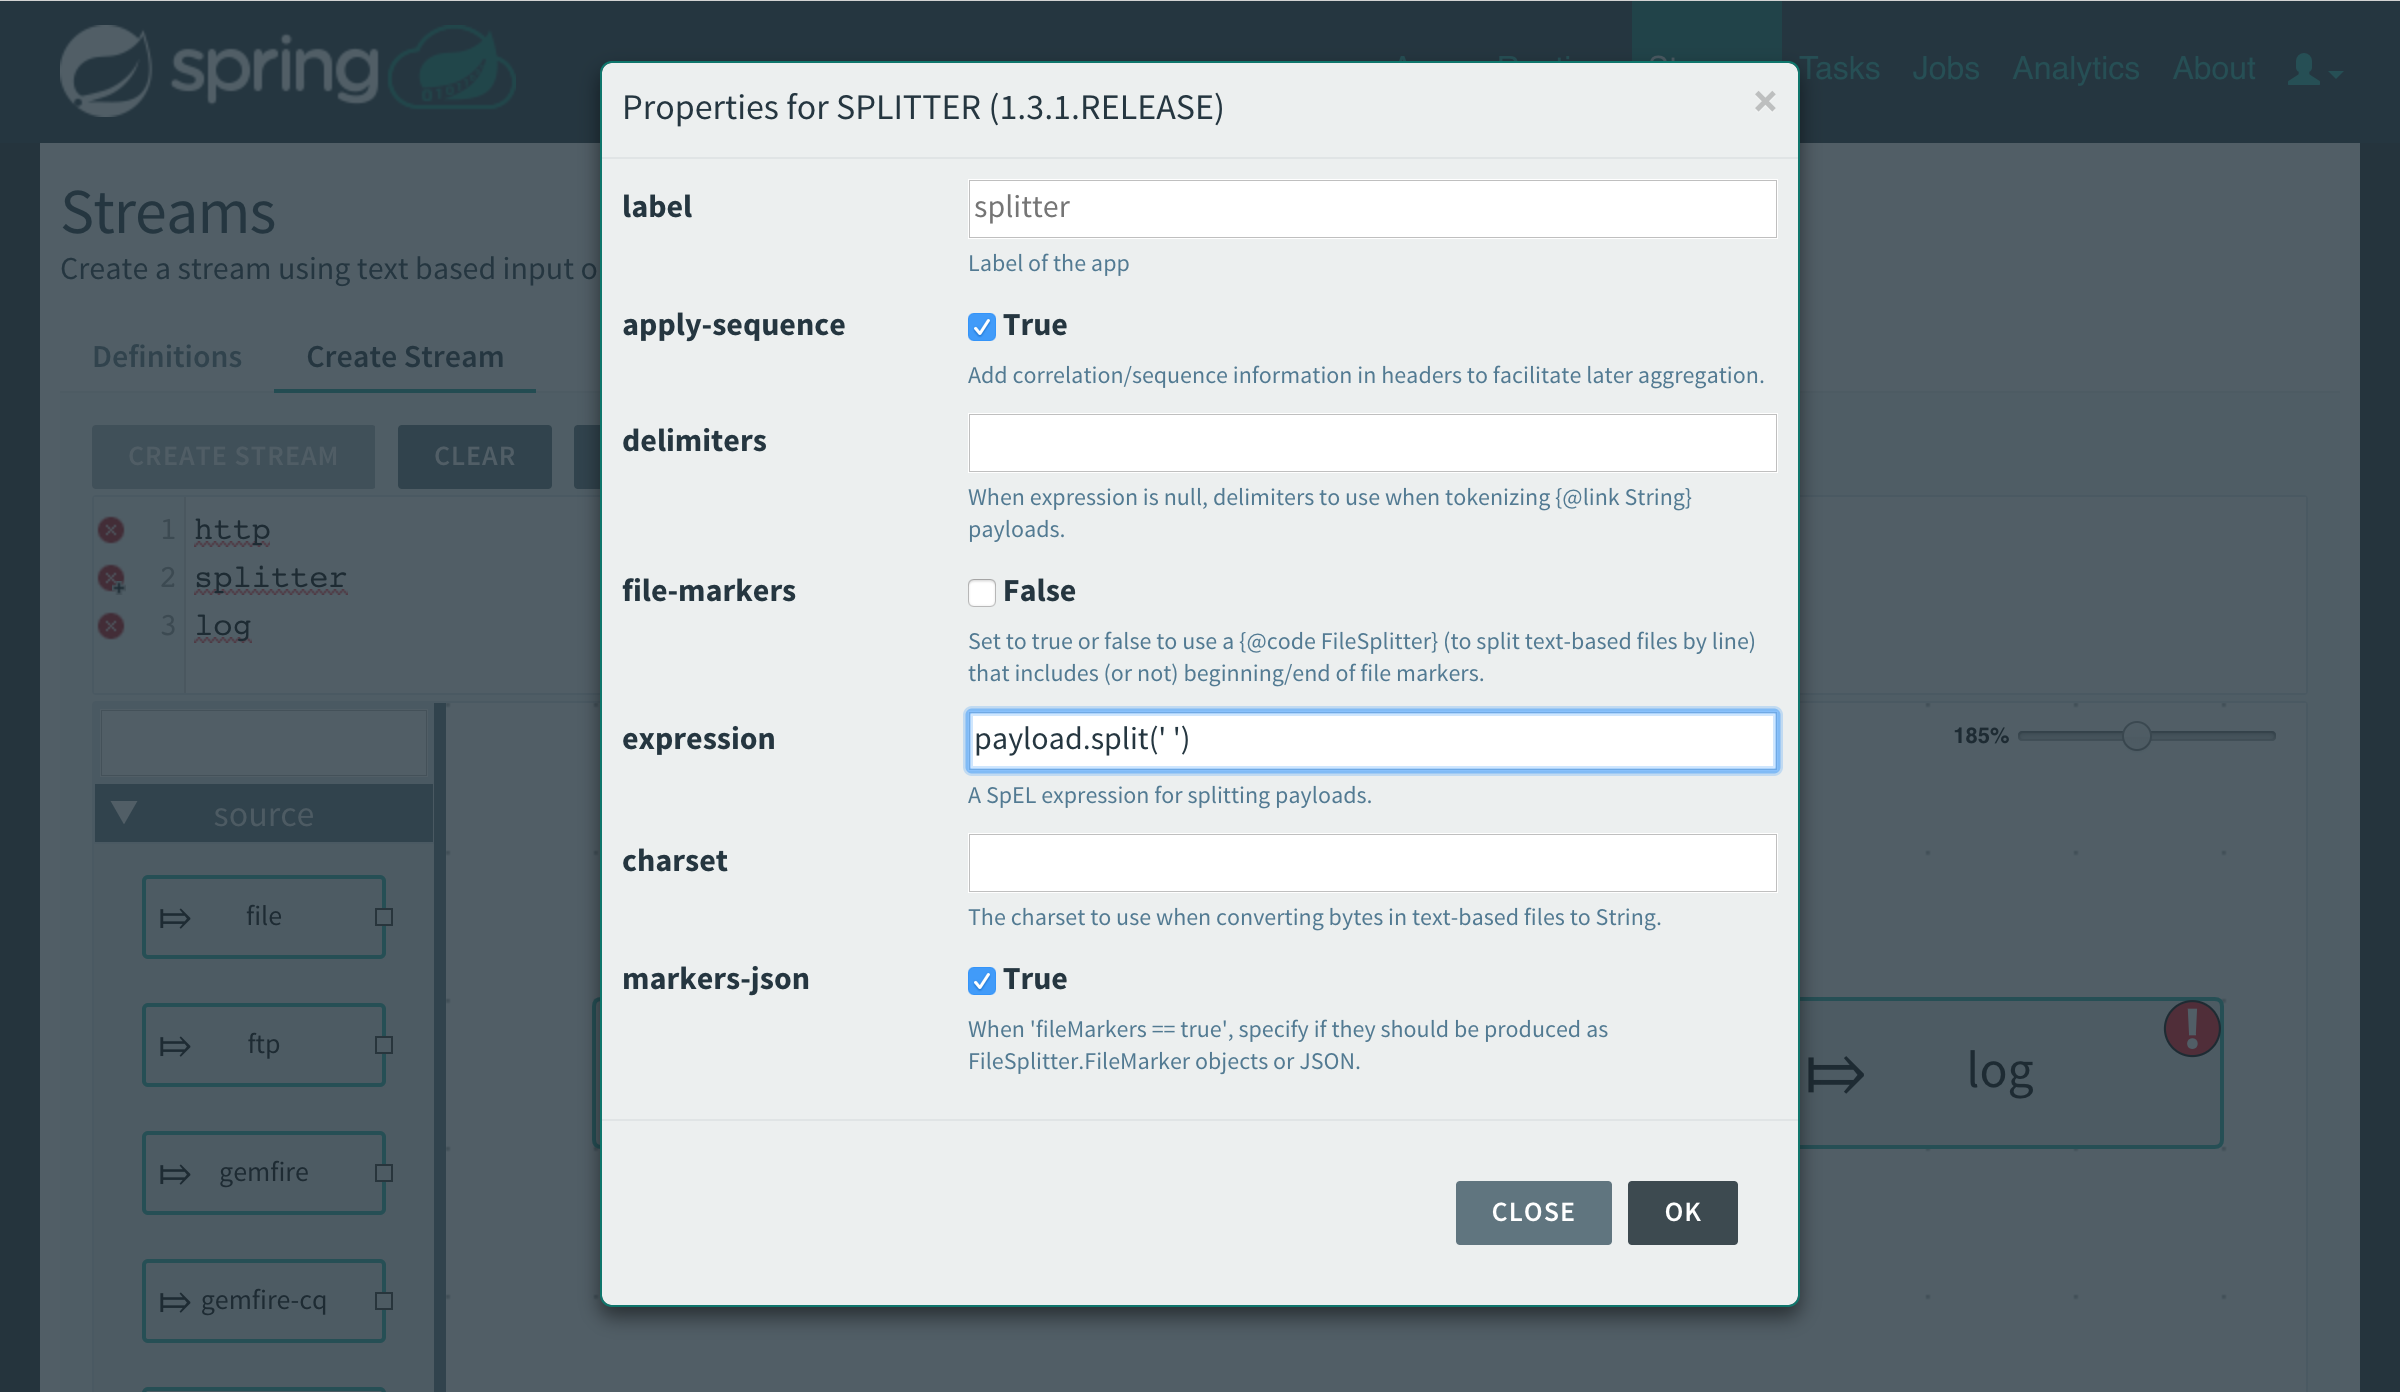 spring
Tasks Jobs Analytics About
Properties for SPLITTER (1.3.1.RELEASE)
×
Streams
Create a stream using text based input o
Definitions
Create Stream
CREATE STREAM
CLEAR
1 http
2 splitter
3 log
source
file
ftp
gemfire
gemfire-cq
label
splitter
Label of the app
apply-sequence
True
Add correlation/sequence information in headers to facilitate later aggregation.
delimiters
When expression is null, delimiters to use when tokenizing {@link String}
payloads.
file-markers
False
Set to true or false to use a {@code FileSplitter} (to split text-based files by line)
that includes (or not) beginning/end of file markers.
expression
payload.split(' ')
A SpEL expression for splitting payloads.
charset
The charset to use when converting bytes in text-based files to String.
markers-json
True
When 'fileMarkers == true', specify if they should be produced as
FileSplitter.FileMarker objects or JSON.
CLOSE
OK
185%
log